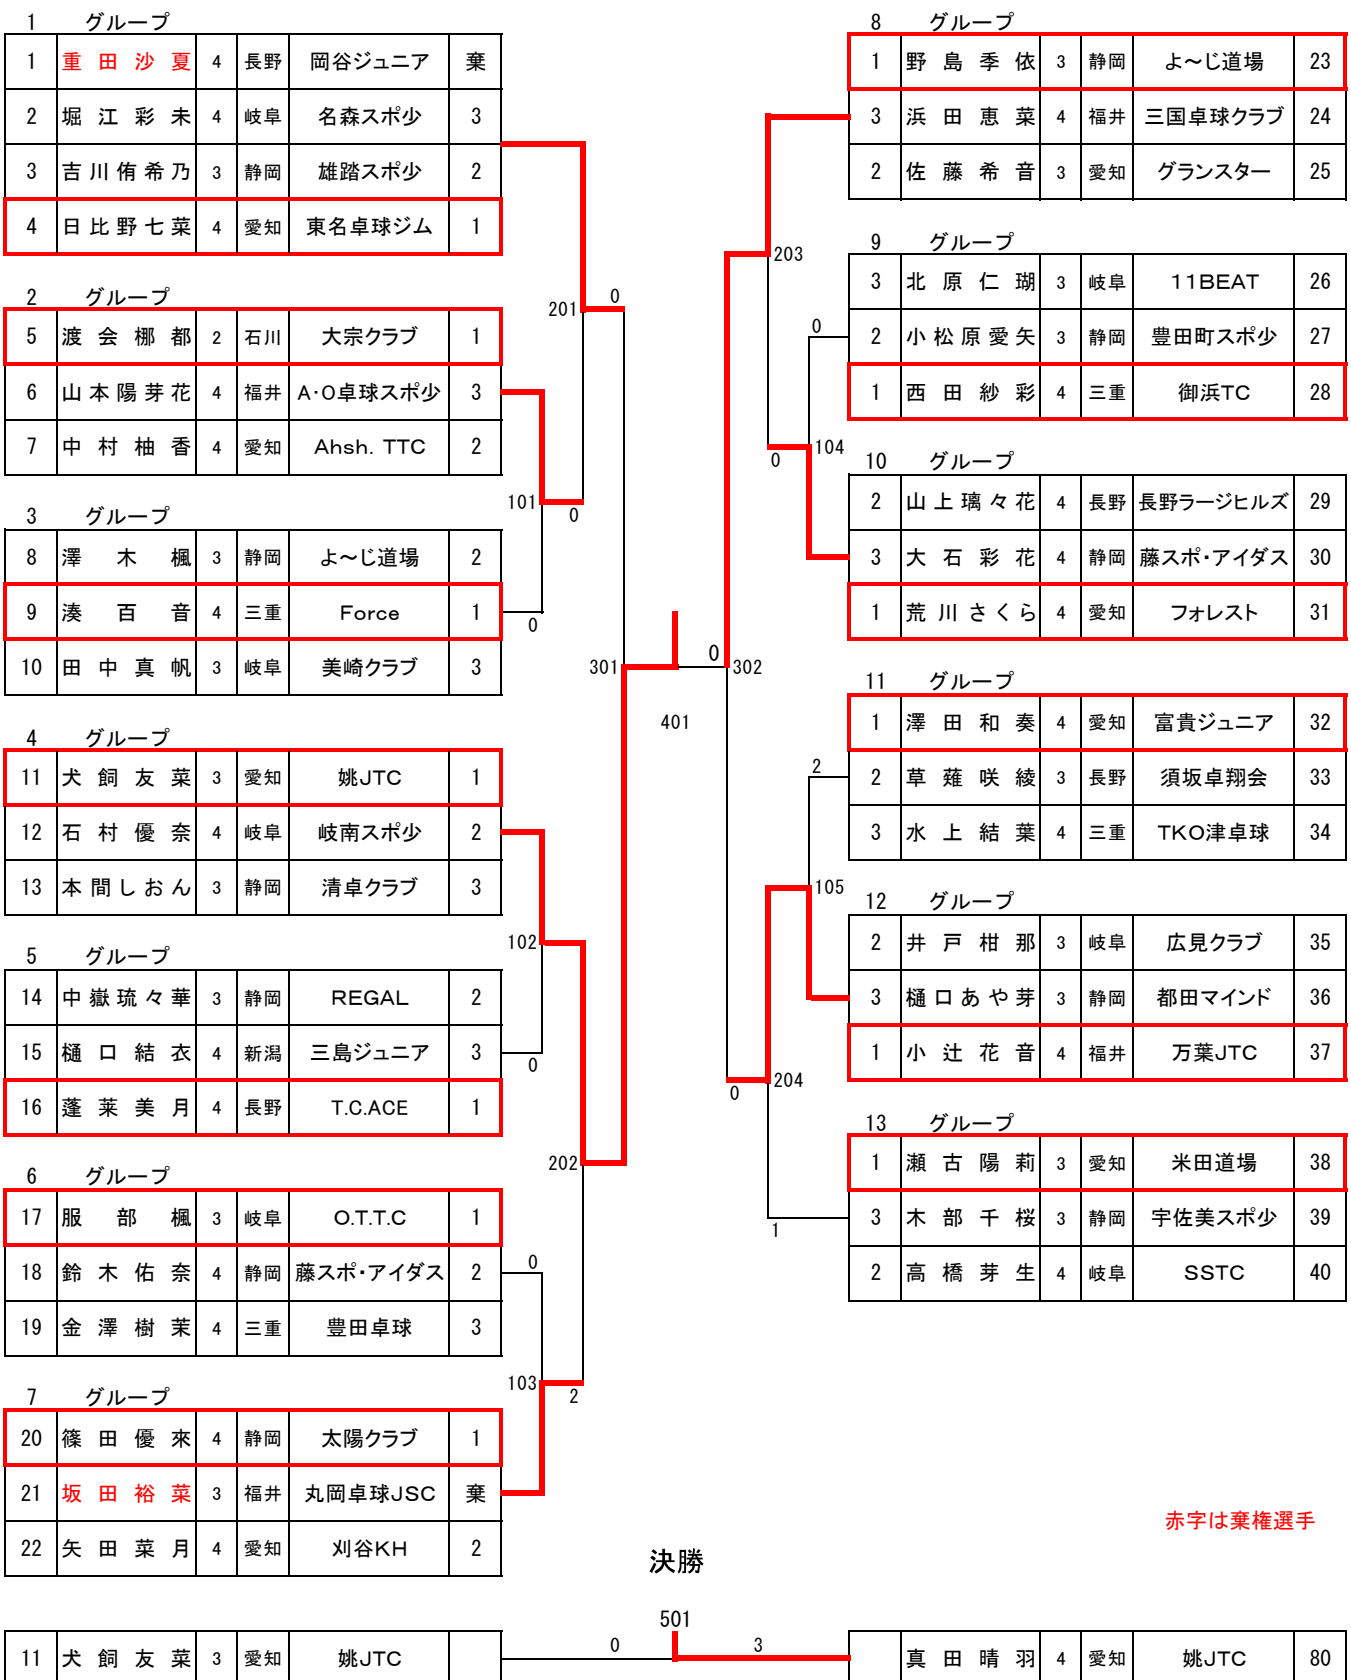 1 グループ
1 重田沙夏 4 長野 岡谷ジュニア 棄
2 堀江彩未 4 岐阜 名森スポ少 3
3 吉川侑希乃 3 静岡 雄踏スポ少 2
4 日比野七菜 4 愛知 東名卓球ジム 1
2 グループ
5 渡会梛都 2 石川 大宗クラブ 1
6 山本陽芽花 4 福井 A・O卓球スポ少 3
7 中村柚香 4 愛知 Ahsh. TTC 2
3 グループ
8 澤木楓 3 静岡 よ～じ道場 2
9 湊百音 4 三重 Force 1
10 田中真帆 3 岐阜 美崎クラブ 3
4 グループ
11 犬飼友菜 3 愛知 姚JTC 1
12 石村優奈 4 岐阜 岐南スポ少 2
13 本間しおん 3 静岡 清卓クラブ 3
5 グループ
14 中嶽琉々華 3 静岡 REGAL 2
15 樋口結衣 4 新潟 三島ジュニア 3
16 蓬莱美月 4 長野 T.C.ACE 1
6 グループ
17 服部楓 3 岐阜 O.T.T.C 1
18 鈴木佑奈 4 静岡 藤スポ・アイダス 2
19 金澤樹茉 4 三重 豊田卓球 3
7 グループ
20 篠田優來 4 静岡 太陽クラブ 1
21 坂田裕菜 3 福井 丸岡卓球JSC 棄
22 矢田菜月 4 愛知 刈谷KH 2
201 0
101 0
0
301 0 302
401
102
0
202
0
103 2
203
0
0 104
2
105
0 204
1
8 グループ
1 野島季依 3 静岡 よ～じ道場 23
3 浜田恵菜 4 福井 三国卓球クラブ 24
2 佐藤希音 3 愛知 グランスター 25
9 グループ
3 北原仁瑚 3 岐阜 11BEAT 26
2 小松原愛矢 3 静岡 豊田町スポ少 27
1 西田紗彩 4 三重 御浜TC 28
10 グループ
2 山上璃々花 4 長野 長野ラージヒルズ 29
3 大石彩花 4 静岡 藤スポ・アイダス 30
1 荒川さくら 4 愛知 フォレスト 31
11 グループ
1 澤田和奏 4 愛知 富貴ジュニア 32
2 草薙咲綾 3 長野 須坂卓翔会 33
3 水上結葉 4 三重 TKO津卓球 34
12 グループ
2 井戸柑那 3 岐阜 広見クラブ 35
3 樋口あや芽 3 静岡 都田マインド 36
1 小辻花音 4 福井 万葉JTC 37
13 グループ
1 瀬古陽莉 3 愛知 米田道場 38
3 木部千桜 3 静岡 宇佐美スポ少 39
2 高橋芽生 4 岐阜 SSTC 40
赤字は棄権選手
決勝
501
11 犬飼友菜 3 愛知 姚JTC 0 3 真田晴羽 4 愛知 姚JTC 80